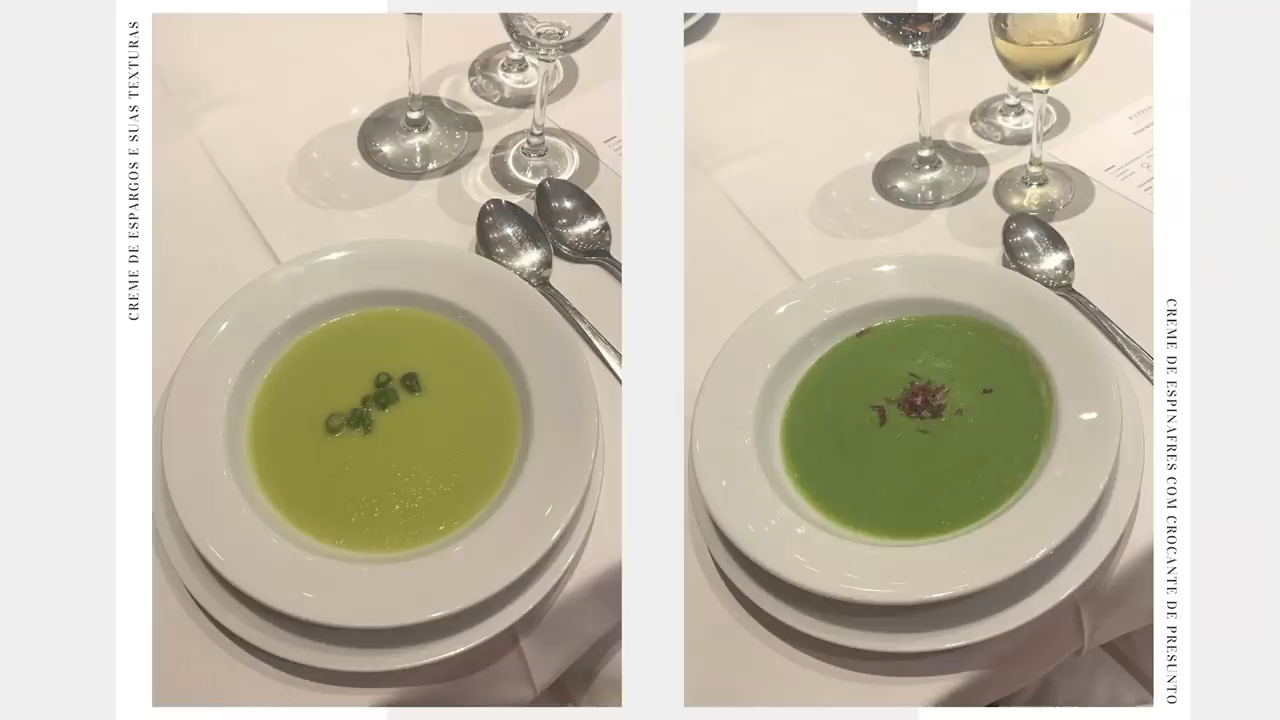 CREME DE ESPARGOS E SUAS TEXTURAS
CREME DE ESPINAFRES COM CROCANTE DE PRESUNTO